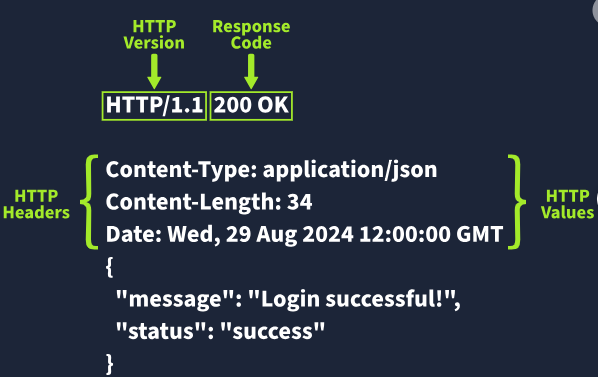 HTTP
Version
Response
Code
HTTP/1.1 200 OK
HTTP
Headers
Content-Type: application/json
Content-Length: 34
Date: Wed, 29 Aug 2024 12:00:00 GMT
HTTP
Values
{
"message": "Login successful!",
"status": "success"
}